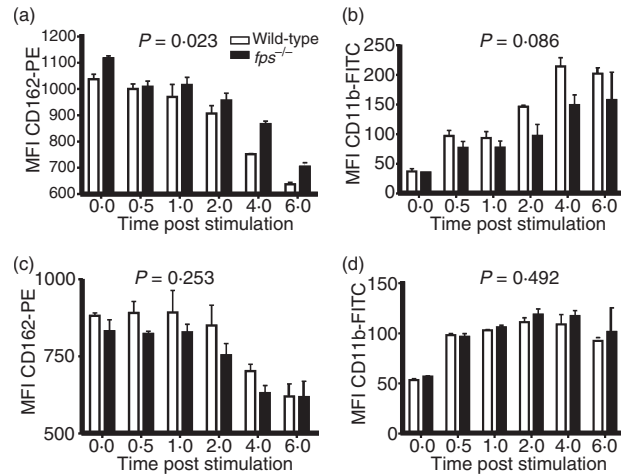 (a)
P = 0·023
Wild-type
fps–/–
MFI CD162-PE
1200
1100
1000
900
800
700
600
0·0 0·5 1·0 2·0 4·0 6·0
Time post stimulation
(b)
P = 0·086
MFI CD11b-FITC
250
200
150
100
50
0
0·0 0·5 1·0 2·0 4·0 6·0
Time post stimulation
(c)
P = 0·253
MFI CD162-PE
1000
750
500
0·0 0·5 1·0 2·0 4·0 6·0
Time post stimulation
(d)
P = 0·492
MFI CD11b-FITC
150
100
50
0
0·0 0·5 1·0 2·0 4·0 6·0
Time post stimulation